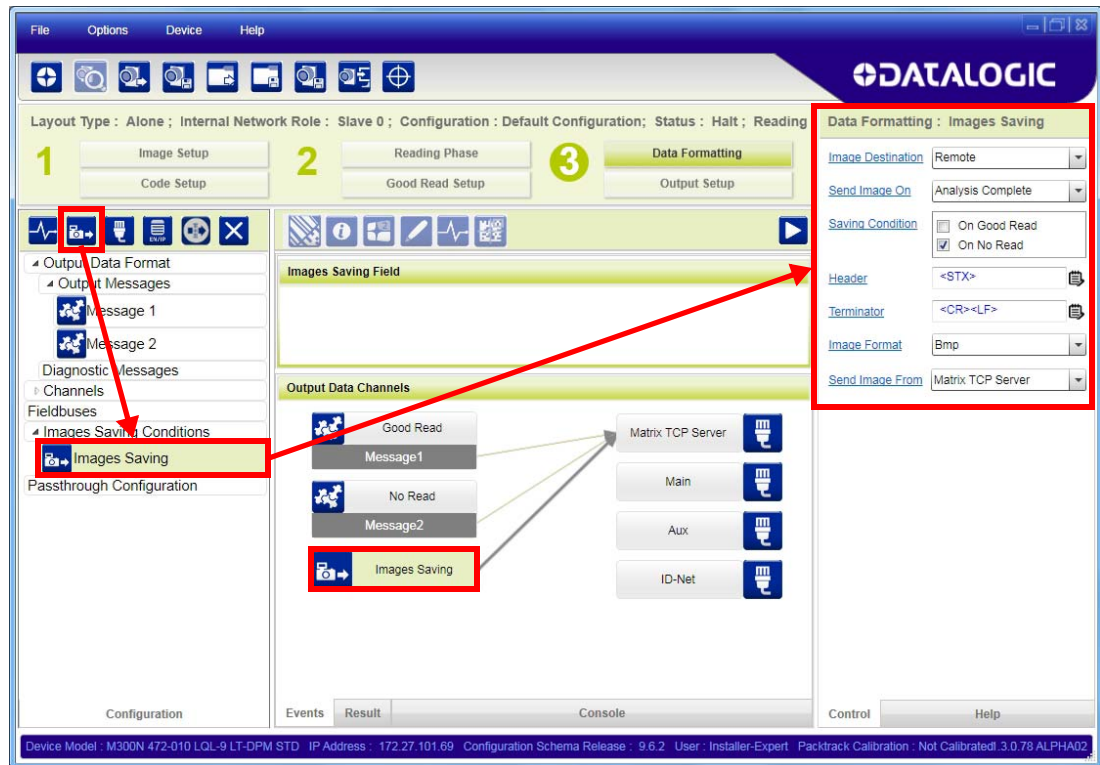 File Options Device Help
DATALOGIC
Layout Type : Alone ; Internal Network Role : Slave 0 ; Configuration : Default Configuration; Status : Halt ; Reading
1 Image Setup 2 Reading Phase 3 Data Formatting
Code Setup Good Read Setup Output Setup
EN/IP
Output Data Format
Output Messages
Message 1
Message 2
Diagnostic Messages
Channels
Fieldbuses
Images Saving Conditions
Images Saving
Passthrough Configuration
Configuration
Images Saving Field
Output Data Channels
Good Read
Message1
No Read
Message2
Images Saving
Matrix TCP Server
Main
Aux
ID-Net
Events Result Console
Data Formatting : Images Saving
Image Destination Remote
Send Image On Analysis Complete
Saving Condition On Good Read
On No Read
Header <STX>
Terminator <CR><LF>
Image Format Bmp
Send Image From Matrix TCP Server
Control Help
Device Model : M300N 472-010 LQL-9 LT-DPM STD IP Address : 172.27.101.69 Configuration Schema Release : 9.6.2 User : Installer-Expert Packtrack Calibration : Not Calibrated!.3.0.78 ALPHA02